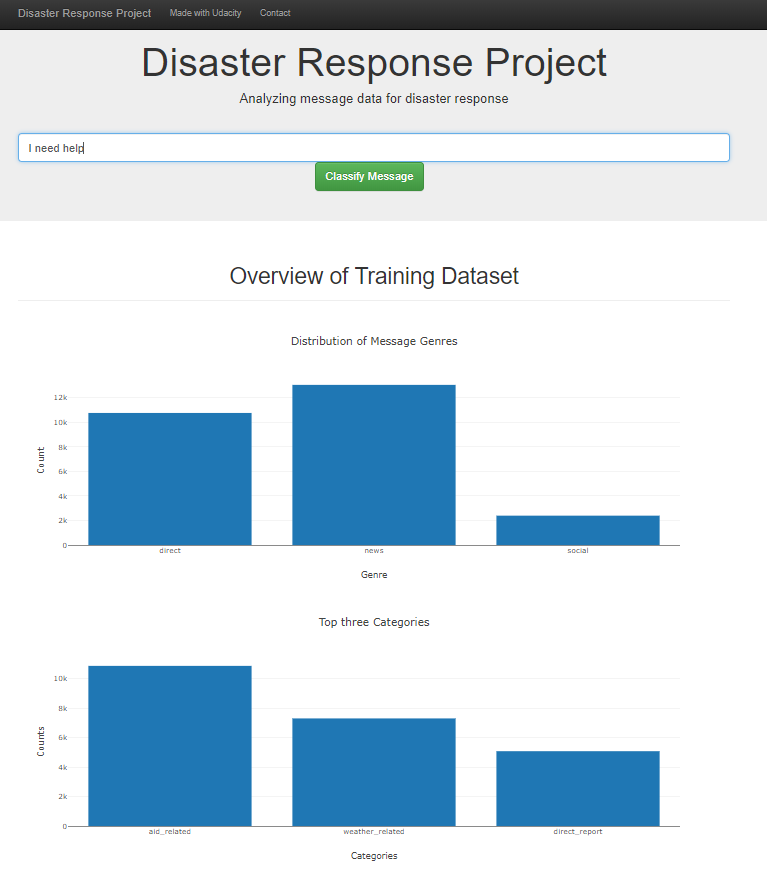 Disaster Response Project Made with Udacity Contact
Disaster Response Project
Analyzing message data for disaster response
I need help
Classify Message
Overview of Training Dataset
Distribution of Message Genres
12k
10k
8k
6k
4k
2k
0
Count
direct news social
Genre
Top three Categories
10k
8k
6k
4k
2k
0
Counts
aid_related weather_related direct_report
Categories